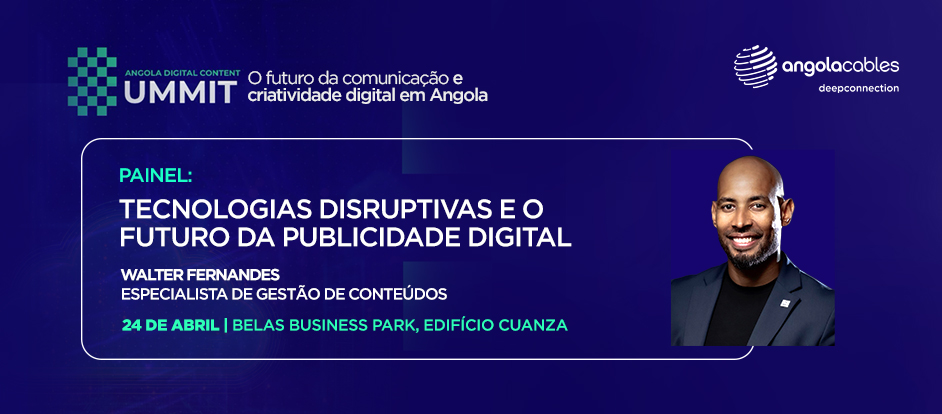 ANGOLA DIGITAL CONTENT
UMMIT
O futuro da comunicação e
criatividade digital em Angola
angolacables
deepconnection
PAINEL:
TECNOLOGIAS DISRUPTIVAS E O
FUTURO DA PUBLICIDADE DIGITAL
WALTER FERNANDES
ESPECIALISTA DE GESTÃO DE CONTEÚDOS
24 DE ABRIL | BELAS BUSINESS PARK, EDIFÍCIO CUANZA